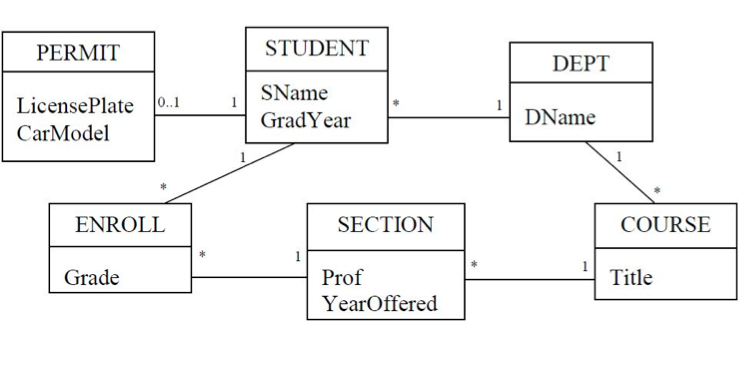 PERMIT
LicensePlate
CarModel
0..1
1
STUDENT
SName
GradYear
*
1
DEPT
DName
1
*
1
*
ENROLL
Grade
*
1
SECTION
Prof
YearOffered
*
1
COURSE
Title